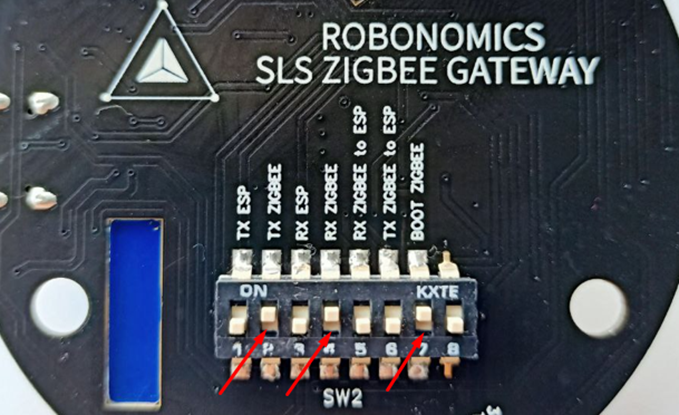 ROBONOMICS
SLS ZIGBEE GATEWAY
TX ESP
TX ZIGBEE
RX ESP
RX ZIGBEE
RX ZIGBEE to ESP
TX ZIGBEE to ESP
BOOT ZIGBEE
ON KXTE
1 2 3 4 5 6 7 8
SW2